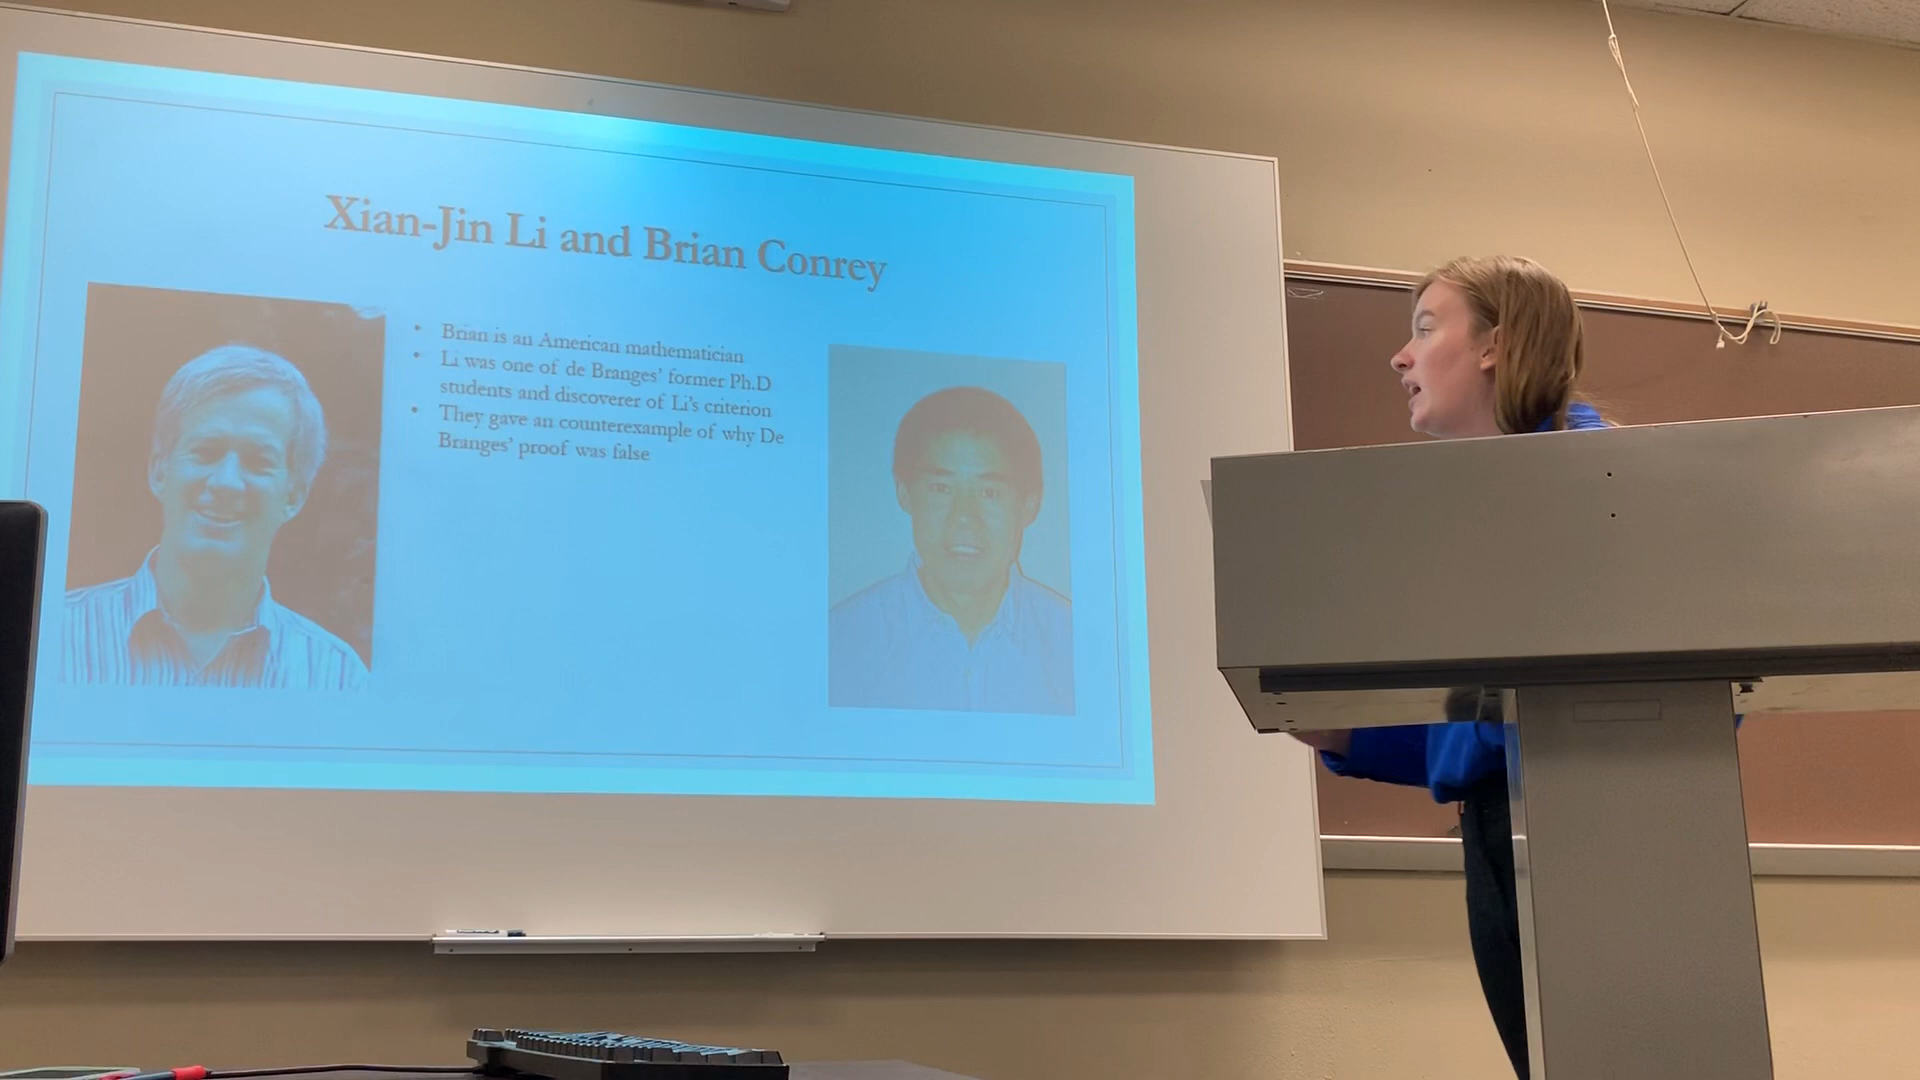 Xian-Jin Li and Brian Conrey
• Brian is an American mathematician
• Li was one of de Branges' former Ph.D
students and discoverer of Li's criterion
• They gave an counterexample of why De
Branges' proof was false